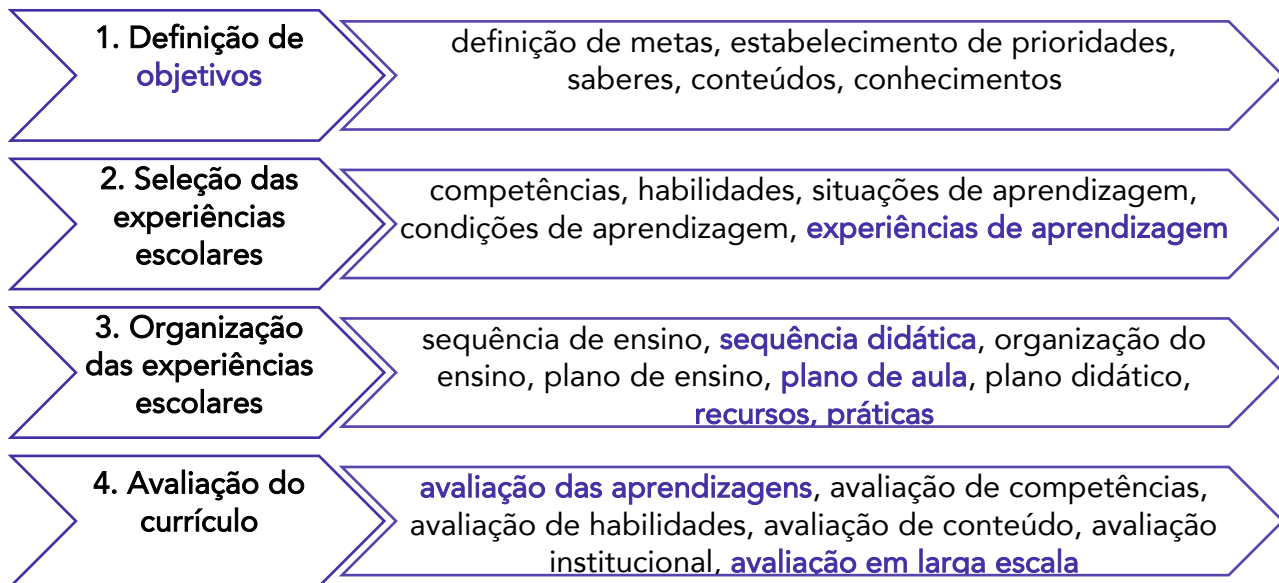 1. Definição de
objetivos
definição de metas, estabelecimento de prioridades,
saberes, conteúdos, conhecimentos
2. Seleção das
experiências
escolares
competências, habilidades, situações de aprendizagem,
condições de aprendizagem, experiências de aprendizagem
3. Organização
das experiências
escolares
sequência de ensino, sequência didática, organização do
ensino, plano de ensino, plano de aula, plano didático,
recursos, práticas
4. Avaliação do
currículo
avaliação das aprendizagens, avaliação de competências,
avaliação de habilidades, avaliação de conteúdo, avaliação
institucional, avaliação em larga escala